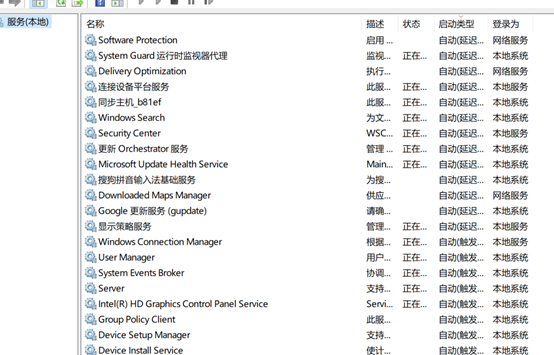 服务(本地)
名称 描述 状态 启动类型 登录为
Software Protection 启用 ... 自动(延迟... 网络服务
System Guard 运行时监视器代理 监视... 正在... 自动(延迟... 本地系统
Delivery Optimization 执行... 自动(延迟... 网络服务
连接设备平台服务 此服... 正在... 自动(延迟... 本地服务
同步主机_b81ef 此服... 正在... 自动(延迟... 本地系统
Windows Search 为文... 正在... 自动(延迟... 本地系统
Security Center WSC... 正在... 自动(延迟... 本地服务
更新 Orchestrator 服务 管理 ... 正在... 自动(延迟... 本地系统
Microsoft Update Health Service Main... 正在... 自动(延迟... 本地系统
搜狗拼音输入法基础服务 为搜... 自动(延迟... 本地系统
Downloaded Maps Manager 供应... 自动(延迟... 网络服务
Google 更新服务 (gupdate) 请确... 自动(延迟... 本地系统
显示策略服务 管理... 正在... 自动(延迟... 本地服务
Windows Connection Manager 根据... 正在... 自动(触发... 本地服务
User Manager 用户... 正在... 自动(触发... 本地系统
System Events Broker 协调... 正在... 自动(触发... 本地系统
Server 支持... 正在... 自动(触发... 本地系统
Intel(R) HD Graphics Control Panel Service Servi... 正在... 自动(触发... 本地系统
Group Policy Client 此服... 自动(触发... 本地系统
Device Setup Manager 支持... 自动(触发... 本地系统
Device Install Service 使计... 自动(触发... 本地系统